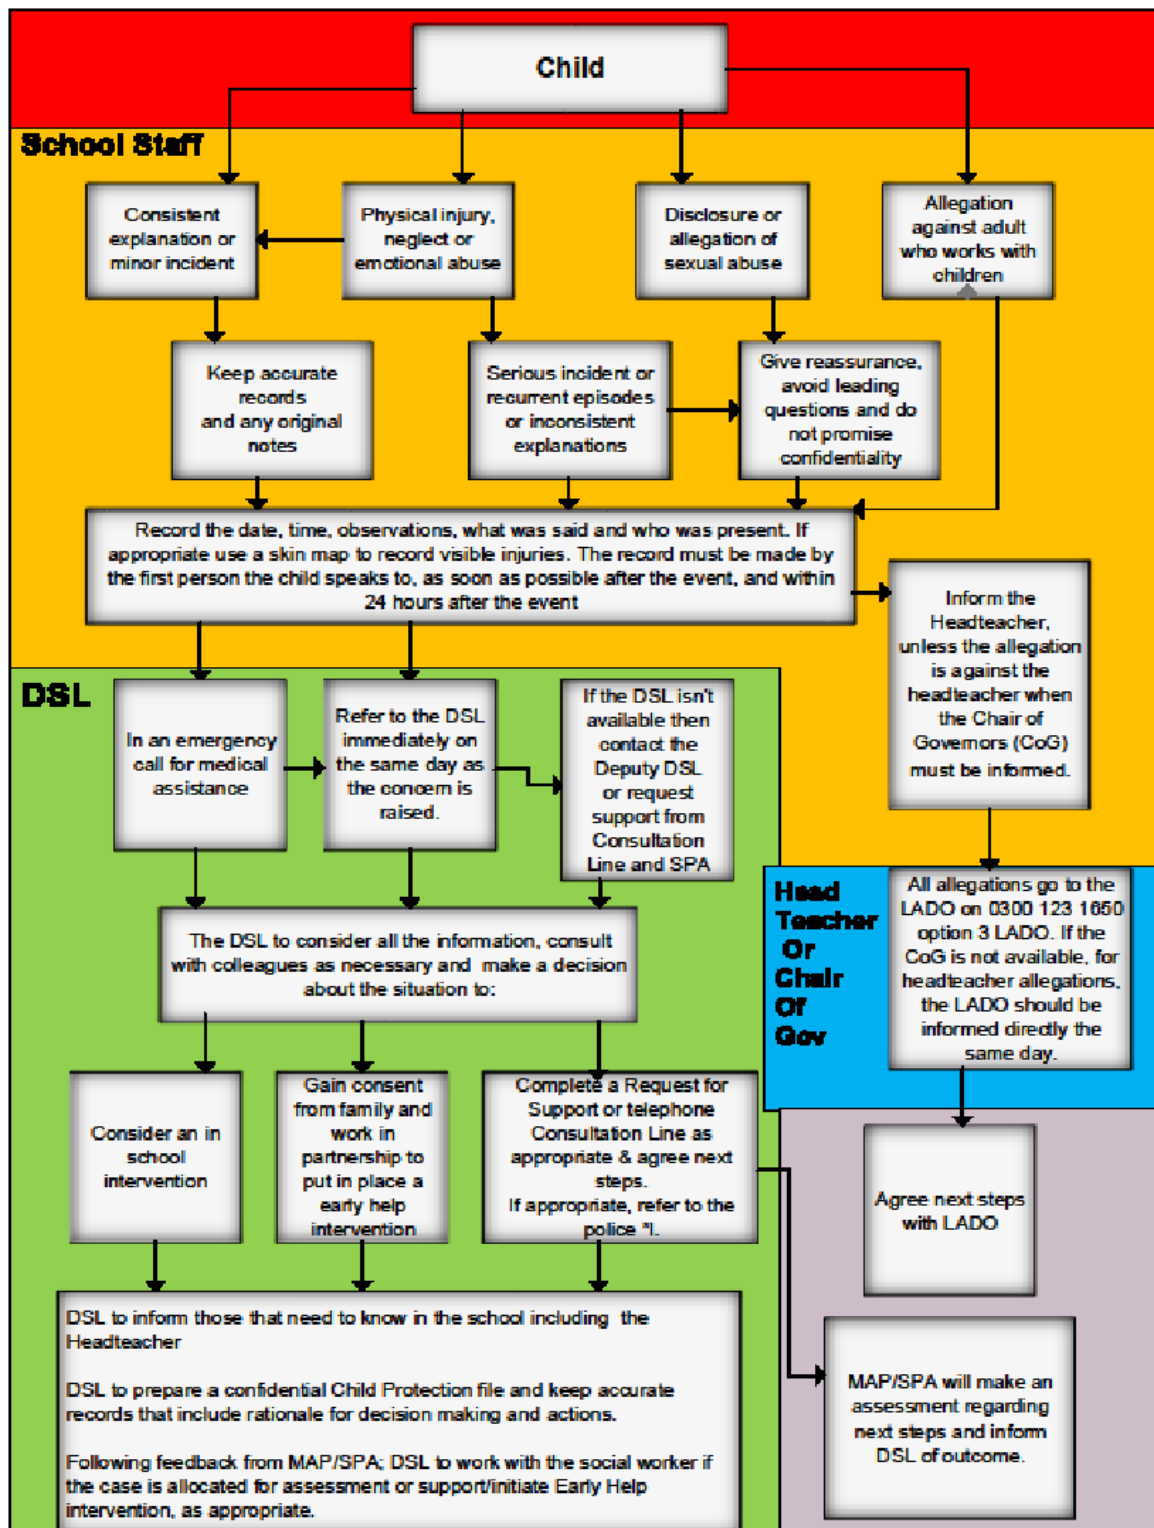 Child
School Staff
Consistent
explanation or
minor incident
Physical injury,
neglect or
emotional abuse
Disclosure or
allegation of
sexual abuse
Allegation
against adult
who works with
children
Keep accurate
records
and any original
notes
Serious incident or
recurrent episodes
or inconsistent
explanations
Give reassurance,
avoid leading
questions and do
not promise
confidentiality
Record the date, time, observations, what was said and who was present. If
appropriate use a skin map to record visible injuries. The record must be made by
the first person the child speaks to, as soon as possible after the event, and within
24 hours after the event
Inform the
Headteacher,
unless the allegation
is against the
headteacher when
the Chair of
Governors (CoG)
must be informed.
DSL
In an emergency
call for medical
assistance
Refer to the DSL
immediately on
the same day as
the concern is
raised.
If the DSL isn't
available then
contact the
Deputy DSL
or request
support from
Consultation
Line and SPA
Head
Teacher
Or
Chair
Of
Gov
All allegations go to the
LADO on 0300 123 1650
option 3 LADO. If the
CoG is not available, for
headteacher allegations,
the LADO should be
informed directly the
same day.
The DSL to consider all the information, consult
with colleagues as necessary and make a decision
about the situation to:
Consider an in
school
intervention
Gain consent
from family and
work in
partnership to
put in place a
early help
intervention
Complete a Request for
Support or telephone
Consultation Line as
appropriate & agree next
steps.
If appropriate, refer to the
police
Agree next steps
with LADO
DSL to inform those that need to know in the school including the
Headteacher
DSL to prepare a confidential Child Protection file and keep accurate
records that include rationale for decision making and actions.
Following feedback from MAP/SPA; DSL to work with the social worker if
the case is allocated for assessment or support/initiate Early Help
intervention, as appropriate.
MAP/SPA will make an
assessment regarding
next steps and inform
DSL of outcome.